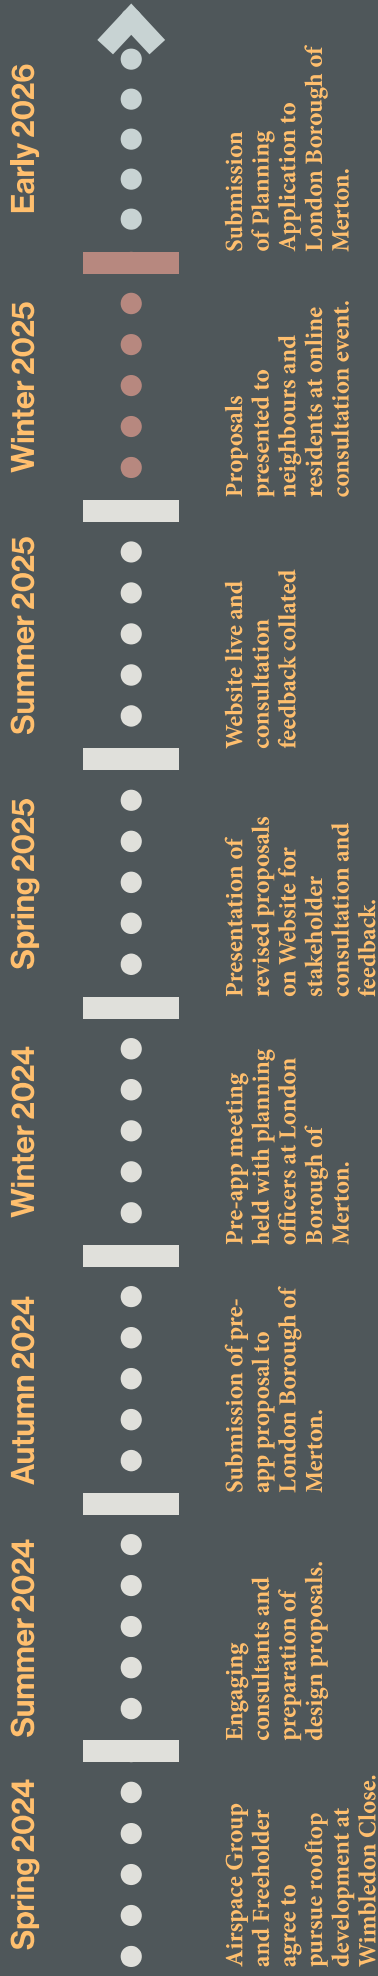 Spring 2024
Airspace Group
and Freeholder
agree to
pursue rooftop
development at
Wimbledon Close.
Summer 2024
Engaging
consultants and
preparation of
design proposals.
Autumn 2024
Submission of pre-
app proposal to
London Borough of
Merton.
Winter 2024
Pre-app meeting
held with planning
officers at London
Borough of
Merton.
Spring 2025
Presentation of
revised proposals
on Website for
stakeholder
consultation and
feedback.
Summer 2025
Website live and
consultation
feedback collated
Winter 2025
Proposals
presented to
neighbours and
residents at online
consultation event.
Early 2026
Submission
of Planning
Application to
London Borough of
Merton.